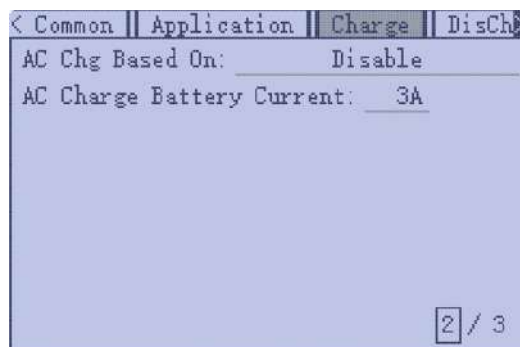 < Common Application Charge DisCh
AC Chg Based On: Disable
AC Charge Battery Current: 3A
2 / 3